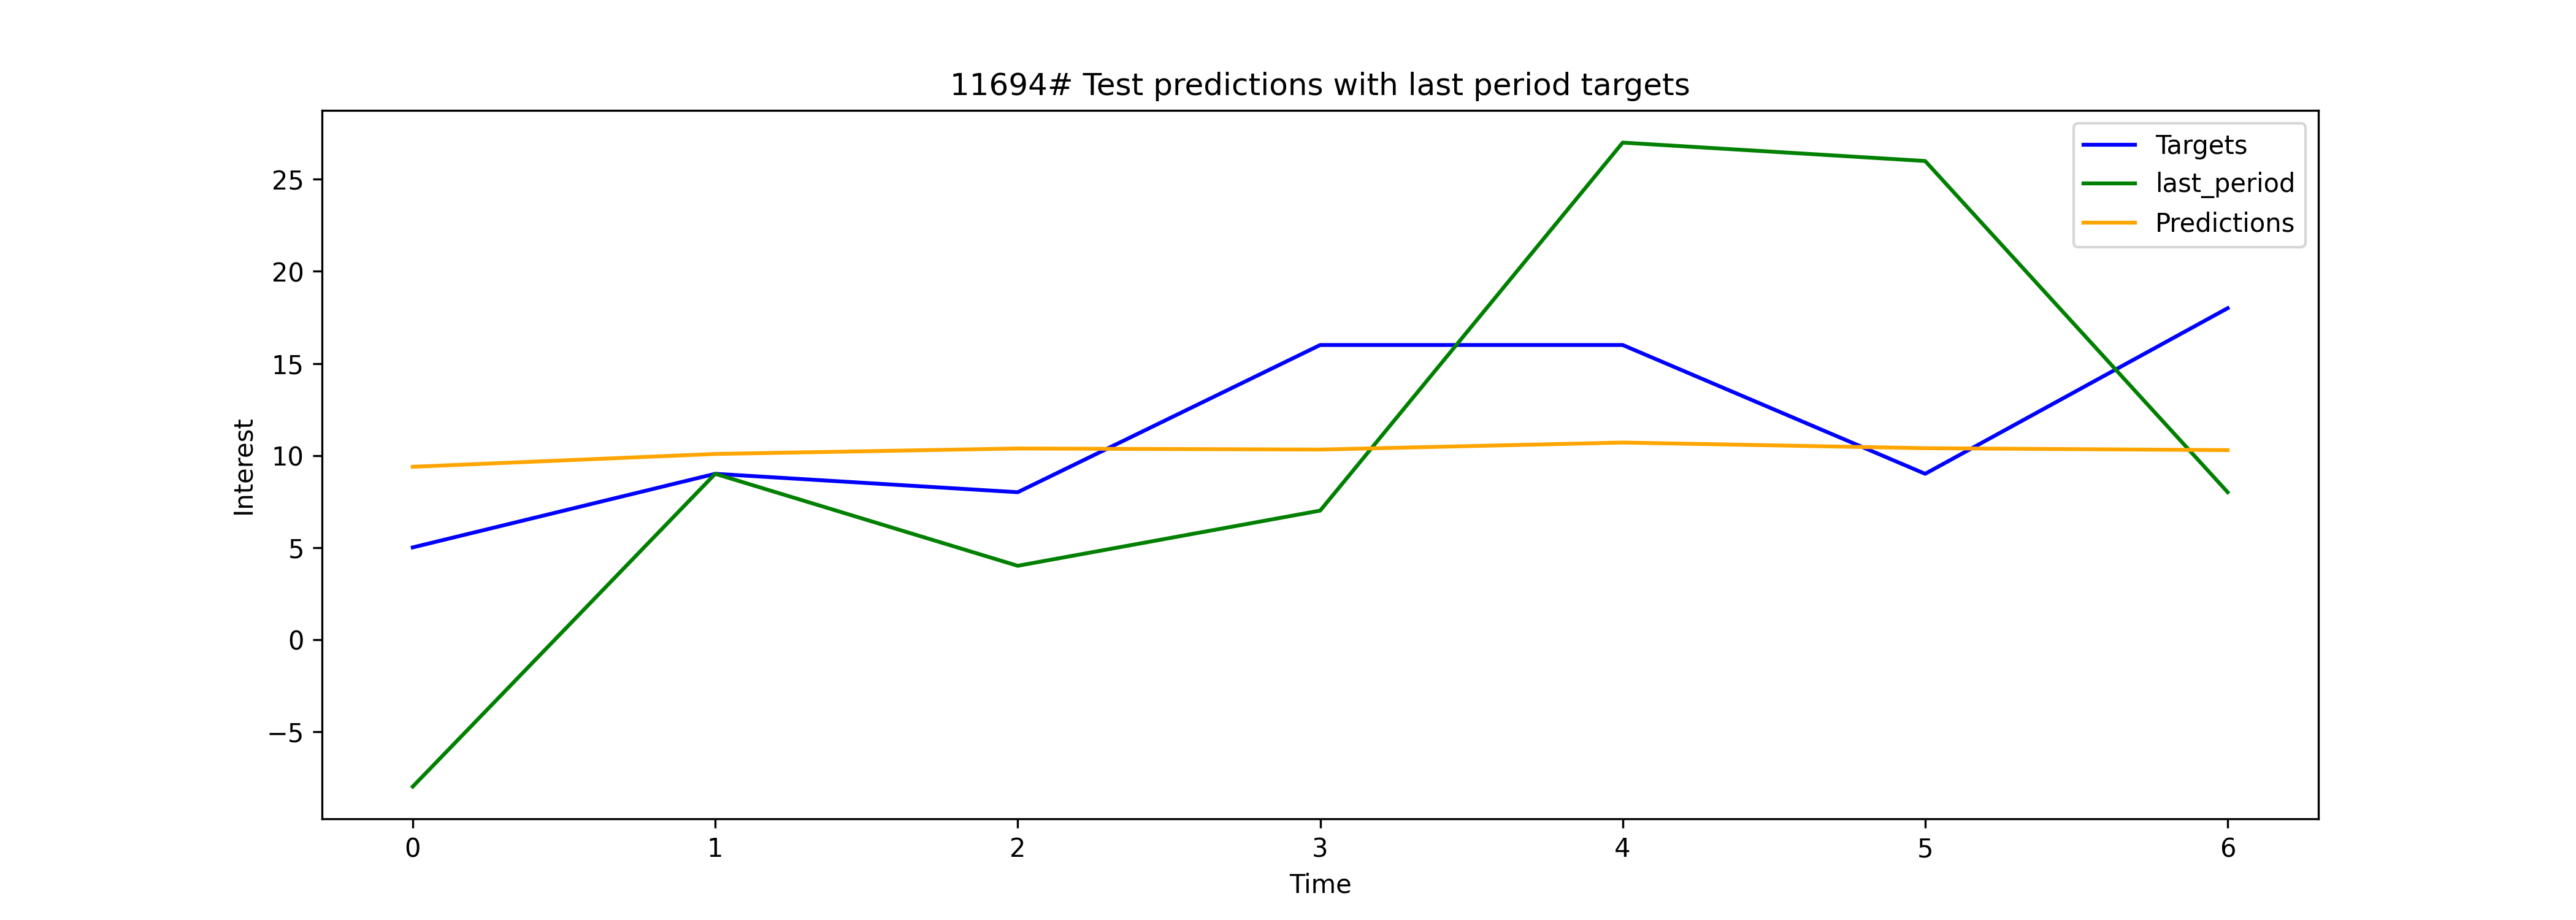 11694# Test predictions with last period targets
Targets
last_period
Predictions
Interest
25
20
15
10
5
0
−5
0 1 2 3 4 5 6
Time